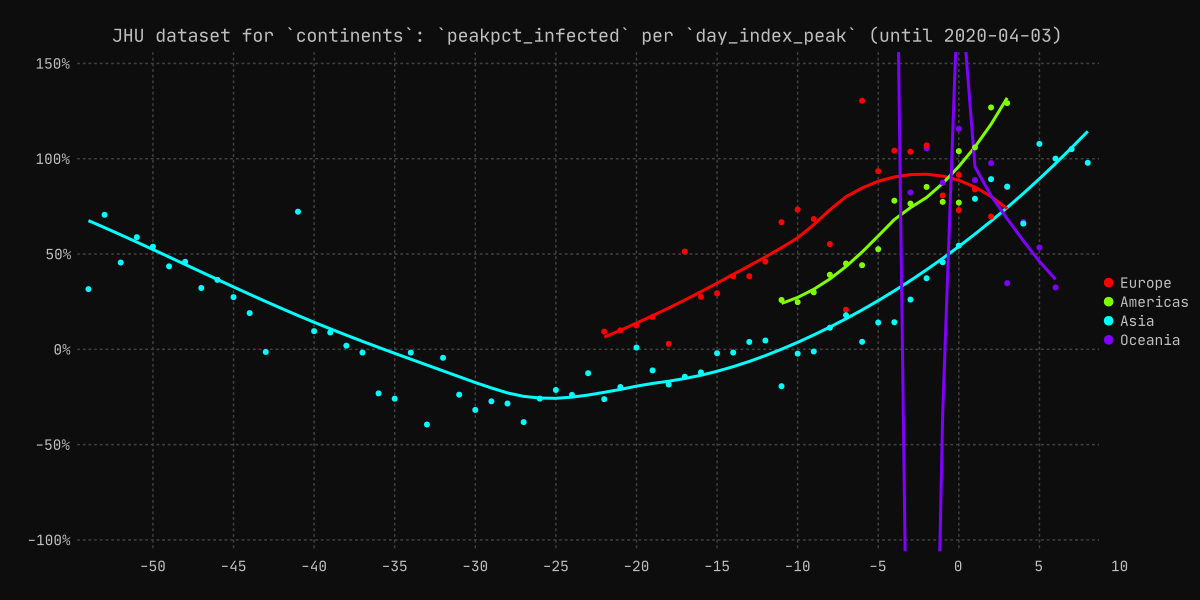 JHU dataset for `continents`: `peakpct_infected` per `day_index_peak` (until 2020-04-03)
150%
100%
50%
0%
-50%
-100%
Europe
Americas
Asia
Oceania
-50 -45 -40 -35 -30 -25 -20 -15 -10 -5 0 5 10